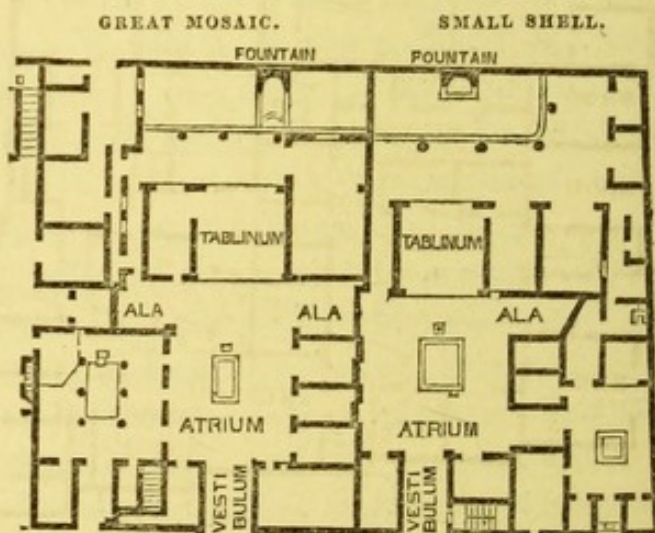 GREAT MOSAIC. SMALL SHELL.
FOUNTAIN FOUNTAIN
TABLINUM TABLINUM
ALA ALA ALA
ATRIUM ATRIUM
VESTI
BULUM
VESTI
BULUM